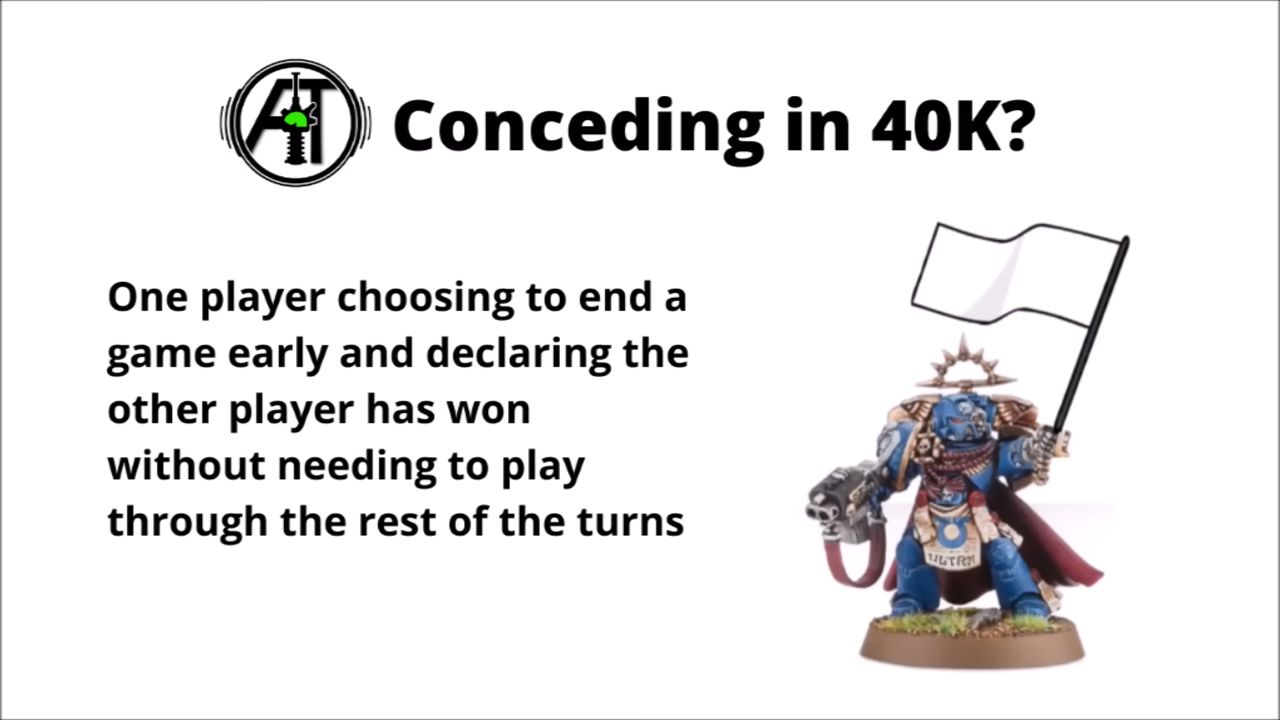 AT
Conceding in 40K?
One player choosing to end a
game early and declaring the
other player has won
without needing to play
through the rest of the turns
ULTRA